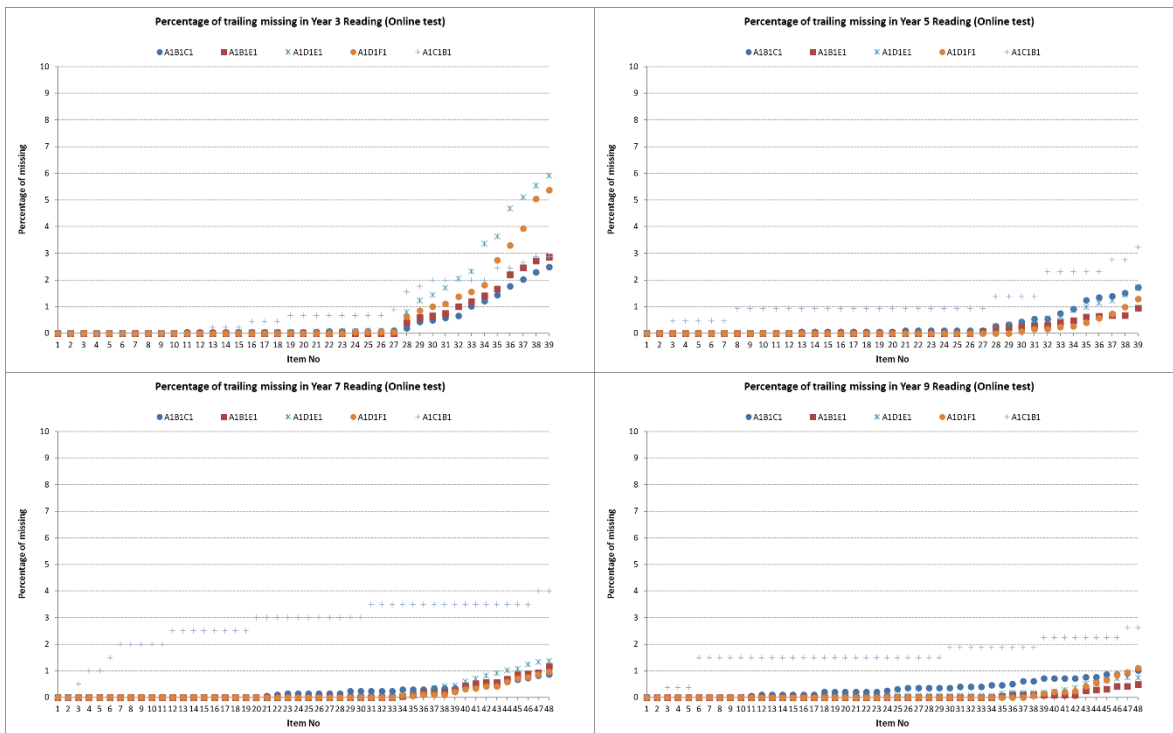 Percentage of trailing missing in Year 3 Reading (Online test)
A1B1C1 A1B1E1 A1D1E1 A1D1F1 A1C1B1
10
9
8
7
6
5
4
3
2
1
0
Percentage of missing
1 2 3 4 5 6 7 8 9 10 11 12 13 14 15 16 17 18 19 20 21 22 23 24 25 26 27 28 29 30 31 32 33 34 35 36 37 38 39
Item No
Percentage of trailing missing in Year 5 Reading (Online test)
A1B1C1 A1B1E1 A1D1E1 A1D1F1 A1C1B1
10
9
8
7
6
5
4
3
2
1
0
Percentage of missing
1 2 3 4 5 6 7 8 9 10 11 12 13 14 15 16 17 18 19 20 21 22 23 24 25 26 27 28 29 30 31 32 33 34 35 36 37 38 39
Item No
Percentage of trailing missing in Year 7 Reading (Online test)
A1B1C1 A1B1E1 A1D1E1 A1D1F1 A1C1B1
10
9
8
7
6
5
4
3
2
1
0
Percentage of missing
1 2 3 4 5 6 7 8 9 10 11 12 13 14 15 16 17 18 19 20 21 22 23 24 25 26 27 28 29 30 31 32 33 34 35 36 37 38 39 40 41 42 43 44 45 46 47 48
Item No
Percentage of trailing missing in Year 9 Reading (Online test)
A1B1C1 A1B1E1 A1D1E1 A1D1F1 A1C1B1
10
9
8
7
6
5
4
3
2
1
0
Percentage of missing
1 2 3 4 5 6 7 8 9 10 11 12 13 14 15 16 17 18 19 20 21 22 23 24 25 26 27 28 29 30 31 32 33 34 35 36 37 38 39 40 41 42 43 44 45 46 47 48
Item No